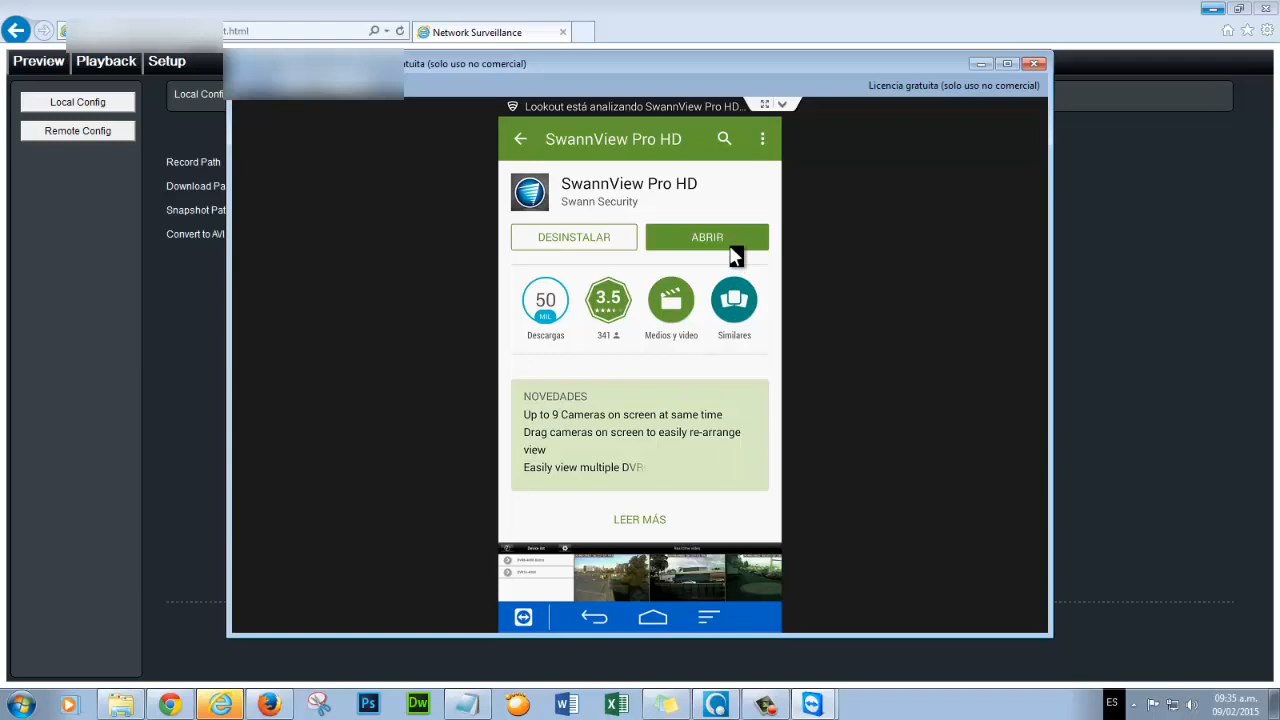 t.html
Network Surveillance
Preview
Playback
Setup
tuita (solo uso no comercial)
Licencia gratuita (solo uso no comercial)
Local Config
Remote Config
Local Confi
Record Path
Download Pa
Snapshot Pat
Convert to AVI
Lookout está analizando SwannView Pro HD...
SwannView Pro HD
SwannView Pro HD
Swann Security
DESINSTALAR
ABRIR
50
MIL
3.5
Descargas
341
Medios y video
Similares
NOVEDADES
Up to 9 Cameras on screen at same time
Drag cameras on screen to easily re-arrange
view
Easily view multiple DVR
LEER MÁS
Device list
Ps
Dw
ES
09:35 a.m.
09/02/2015